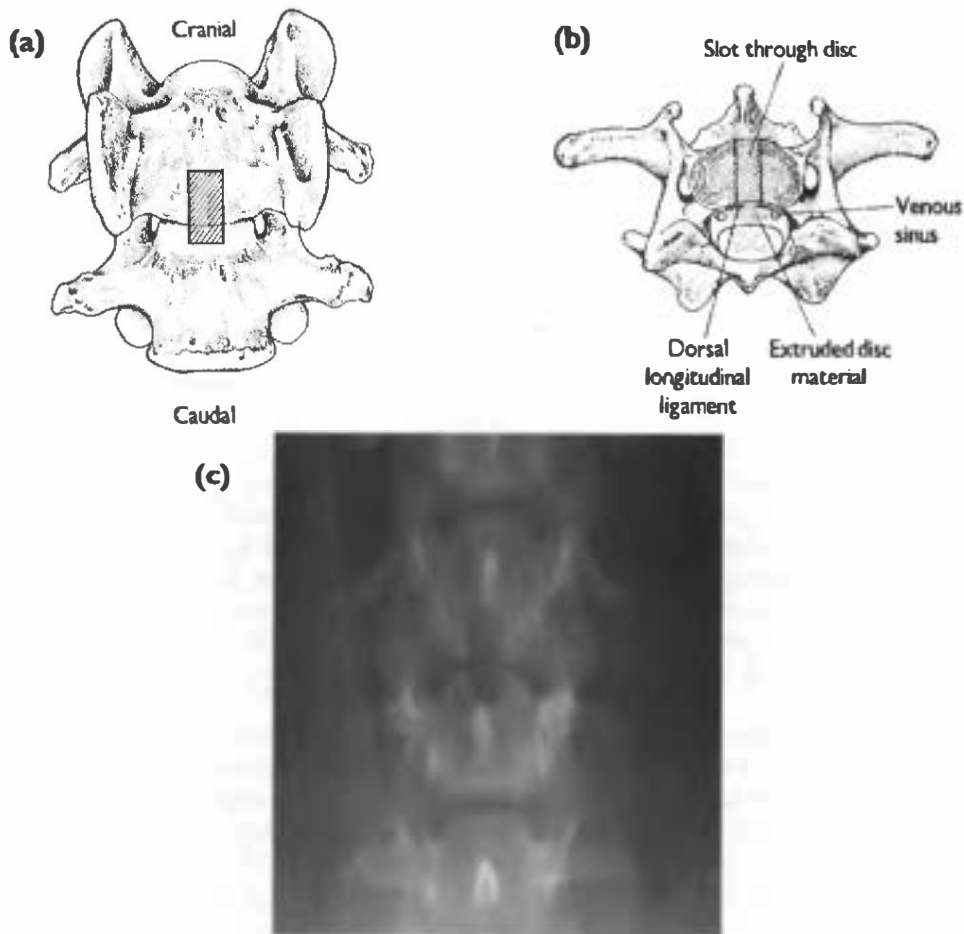 (a)
Cranial
Caudal
(b)
Slot through disc
Venous
sinus
Dorsal
longitudinal
ligament
Extruded disc
material
(c)